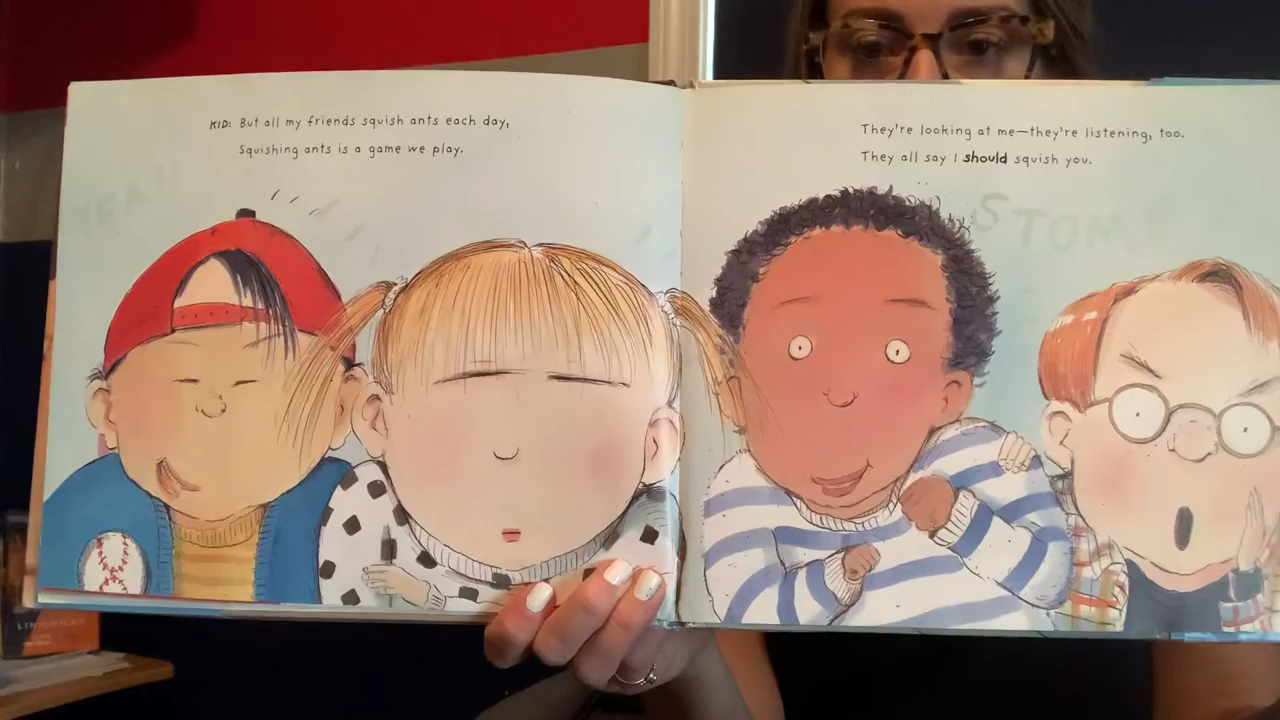 KID: But all my friends squish ants each day,
Squishing ants is a game we play.
They're looking at me—they're listening, too.
They all say I should squish you.